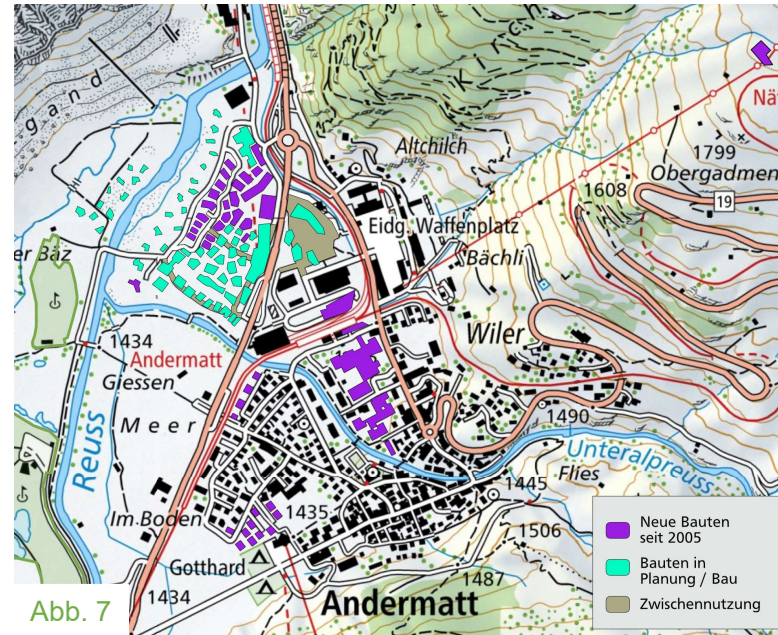 gand
Kirch
Nä
Altchilch
1799
Obergadmen
1608
19
Eidg. Waffenplatz
er Bäz
Bächli
Wiler
1434
Andermatt
Giessen
Meer
Reuss
1490
Unteralpreuss
Flies
1445
1435
Im Boden
1506
Gotthard
1487
1434
Andermatt
Neue Bauten
seit 2005
Bauten in
Planung / Bau
Zwischennutzung
Abb. 7